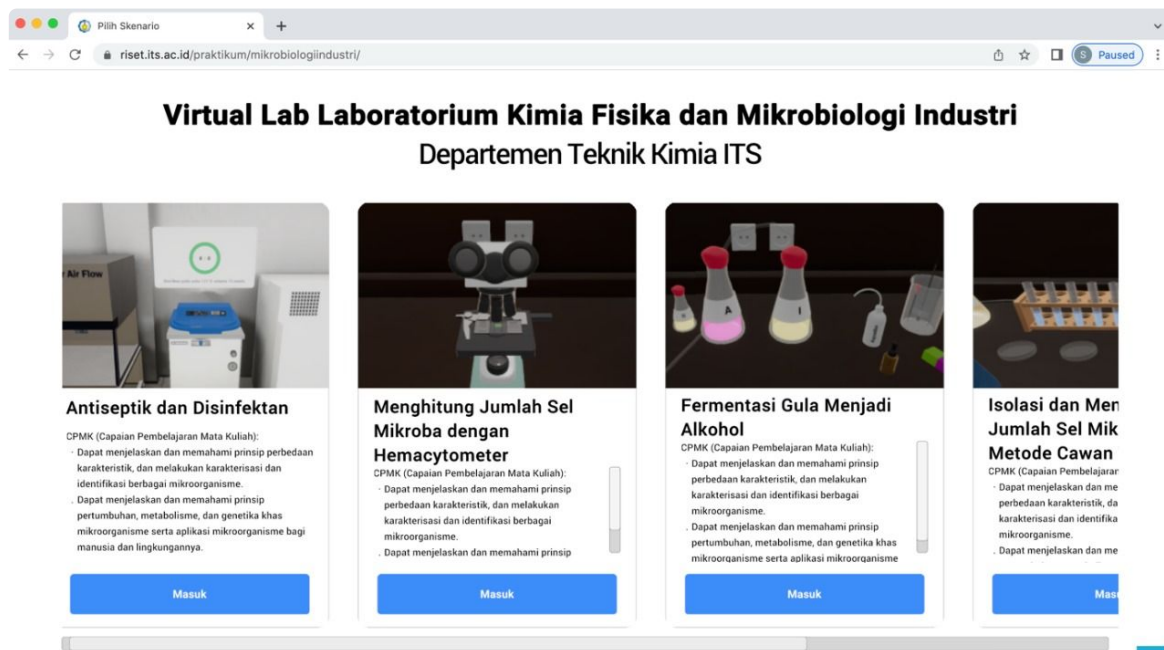 Pilih Skenario
riset.its.ac.id/praktikum/mikrobiologiindustri/
S Paused
Virtual Lab Laboratorium Kimia Fisika dan Mikrobiologi Industri
Departemen Teknik Kimia ITS
Air Flow
Antiseptik dan Disinfektan
CPMK (Capaian Pembelajaran Mata Kuliah):
· Dapat menjelaskan dan memahami prinsip perbedaan
karakteristik, dan melakukan karakterisasi dan
identifikasi berbagai mikroorganisme.
. Dapat menjelaskan dan memahami prinsip
pertumbuhan, metabolisme, dan genetika khas
mikroorganisme serta aplikasi mikroorganisme bagi
manusia dan lingkungannya.
Masuk
Menghitung Jumlah Sel
Mikroba dengan
Hemacytometer
CPMK (Capaian Pembelajaran Mata Kuliah):
· Dapat menjelaskan dan memahami prinsip
perbedaan karakteristik, dan melakukan
karakterisasi dan identifikasi berbagai
mikroorganisme.
. Dapat menjelaskan dan memahami prinsip
Masuk
A
I
Fermentasi Gula Menjadi
Alkohol
CPMK (Capaian Pembelajaran Mata Kuliah):
· Dapat menjelaskan dan memahami prinsip
perbedaan karakteristik, dan melakukan
karakterisasi dan identifikasi berbagai
mikroorganisme.
. Dapat menjelaskan dan memahami prinsip
pertumbuhan, metabolisme, dan genetika khas
mikroorganisme serta aplikasi mikroorganisme
Masuk
Isolasi dan Men
Jumlah Sel Mik
Metode Cawan
CPMK (Capaian Pembelajaran
· Dapat menjelaskan dan me
perbedaan karakteristik, da
karakterisasi dan identifika
mikroorganisme.
. Dapat menjelaskan dan me
Mas